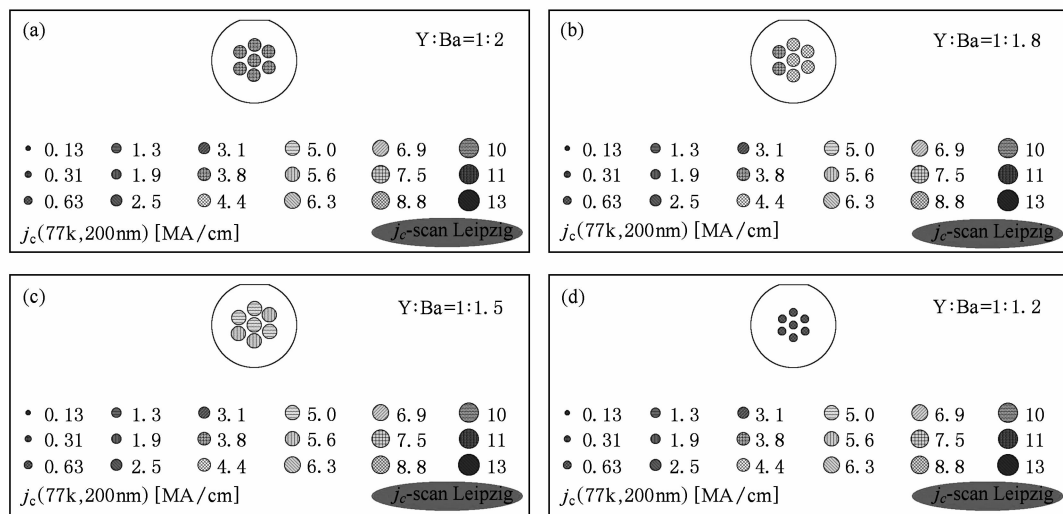 (a)
Y:Ba=1:2
0.13 1.3 3.1 5.0 6.9 10
0.31 1.9 3.8 5.6 7.5 11
0.63 2.5 4.4 6.3 8.8 13
jc(77k,200nm) [MA/cm] jc-scan Leipzig
(b)
Y:Ba=1:1.8
0.13 1.3 3.1 5.0 6.9 10
0.31 1.9 3.8 5.6 7.5 11
0.63 2.5 4.4 6.3 8.8 13
jc(77k,200nm) [MA/cm] jc-scan Leipzig
(c)
Y:Ba=1:1.5
0.13 1.3 3.1 5.0 6.9 10
0.31 1.9 3.8 5.6 7.5 11
0.63 2.5 4.4 6.3 8.8 13
jc(77k,200nm) [MA/cm] jc-scan Leipzig
(d)
Y:Ba=1:1.2
0.13 1.3 3.1 5.0 6.9 10
0.31 1.9 3.8 5.6 7.5 11
0.63 2.5 4.4 6.3 8.8 13
jc(77k,200nm) [MA/cm] jc-scan Leipzig